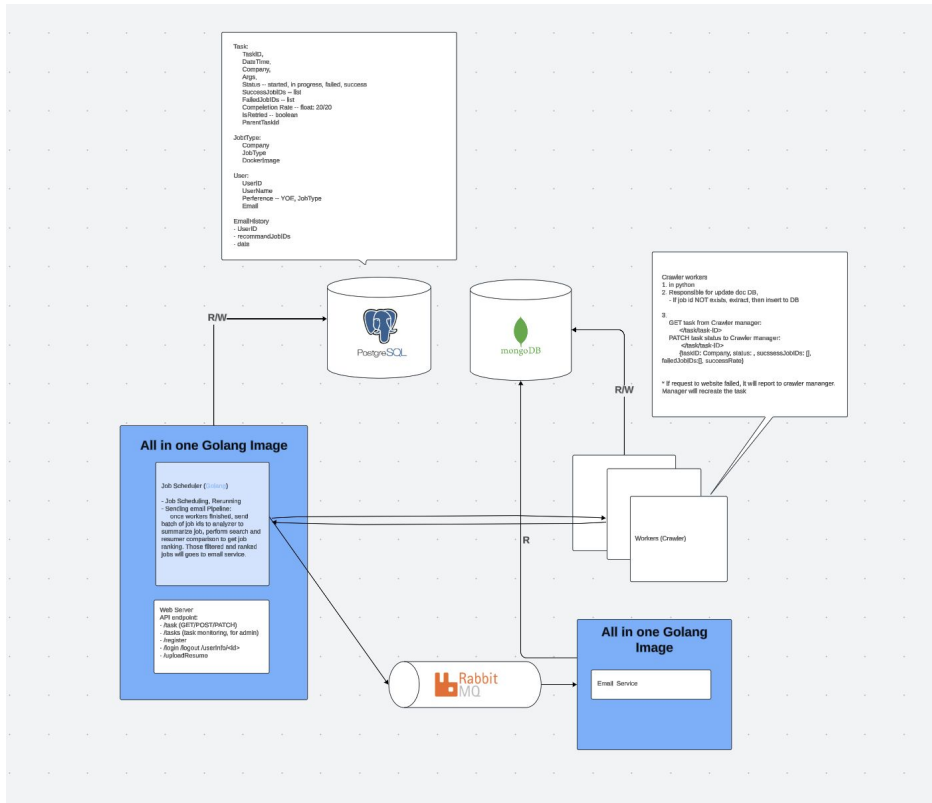 Task:
TaskID,
DateTime,
Company,
Args,
Status -- started, in progress, failed, success
SuccessJobIDs -- list
FailedJobIDs -- list
Compeletion Rate -- float: 20/20
IsRetried -- boolean
ParentTaskId
JobtType:
Company
JobType
DockerImage
User:
UserID
UserName
Perference -- YOE, JobType
Email
EmailHistory
- UserID
- recommandJobIDs
- date
Crawler workers
1. in python
2. Responsible for update doc DB,
- If job id NOT exists, extract, then insert to DB
3.
GET task from Crawler manager:
</task/task-ID>
PATCH task status to Crawler manager:
</task/task-ID>
{taskID: Company, status: , sucssessJobIDs: [],
failedJobIDs:[], successRate}
* If request to website failed, it will report to crawler mananger.
Manager will recreate the task
R/W
PostgreSQL
mongoDB
R/W
All in one Golang Image
Job Scheduler (Golang)
- Job Scheduling, Rerunning
- Sending email Pipeline:
once workers finished, send
batch of job ids to analyzer to
summarize job, perform search and
resumer comparison to get job
ranking. Those filtered and ranked
jobs will goes to email service.
R
Workers (Crawler)
Web Server
API endpoint:
- /task (GET/POST/PATCH)
- /tasks (task monitoring, for admin)
- /register
- /login /logout /userInfo/<id>
- /uploadResume
All in one Golang
Image
Rabbit
MQ
Email Service